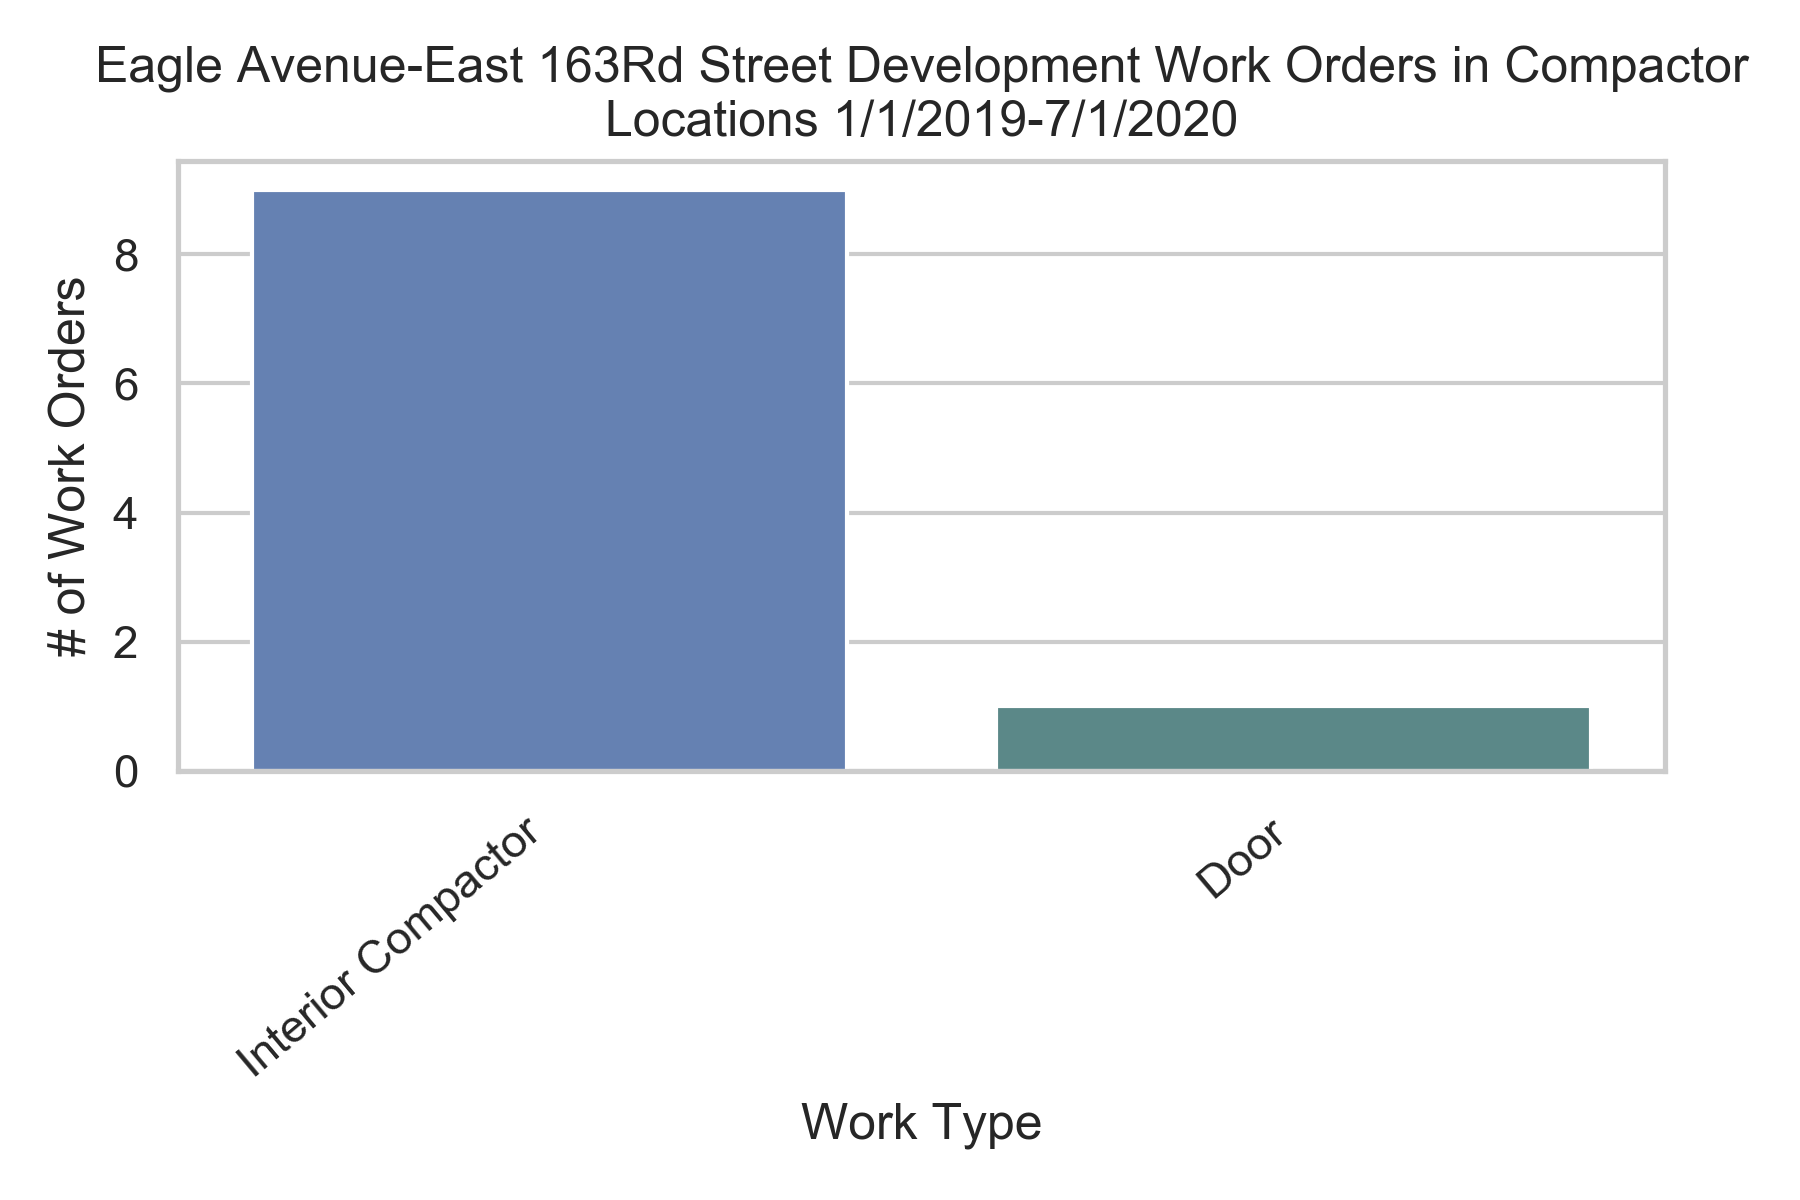 Eagle Avenue-East 163Rd Street Development Work Orders in Compactor
Locations 1/1/2019-7/1/2020
# of Work Orders
8
6
4
2
0
Interior Compactor
Door
Work Type